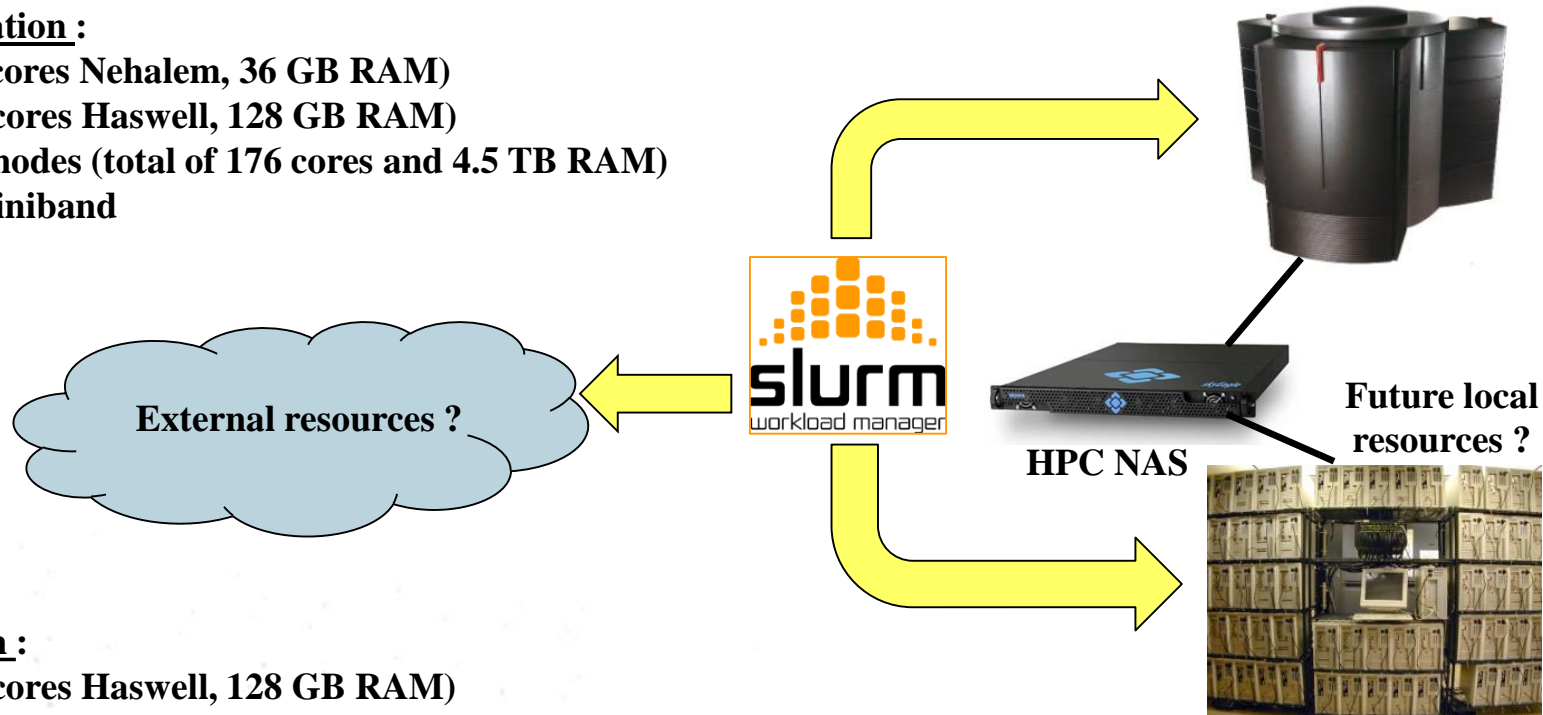 ation :
cores Nehalem, 36 GB RAM)
cores Haswell, 128 GB RAM)
nodes (total of 176 cores and 4.5 TB RAM)
iniband
External resources ?
slurm
workload manager
HPC NAS
Future local
resources ?
n :
cores Haswell, 128 GB RAM)